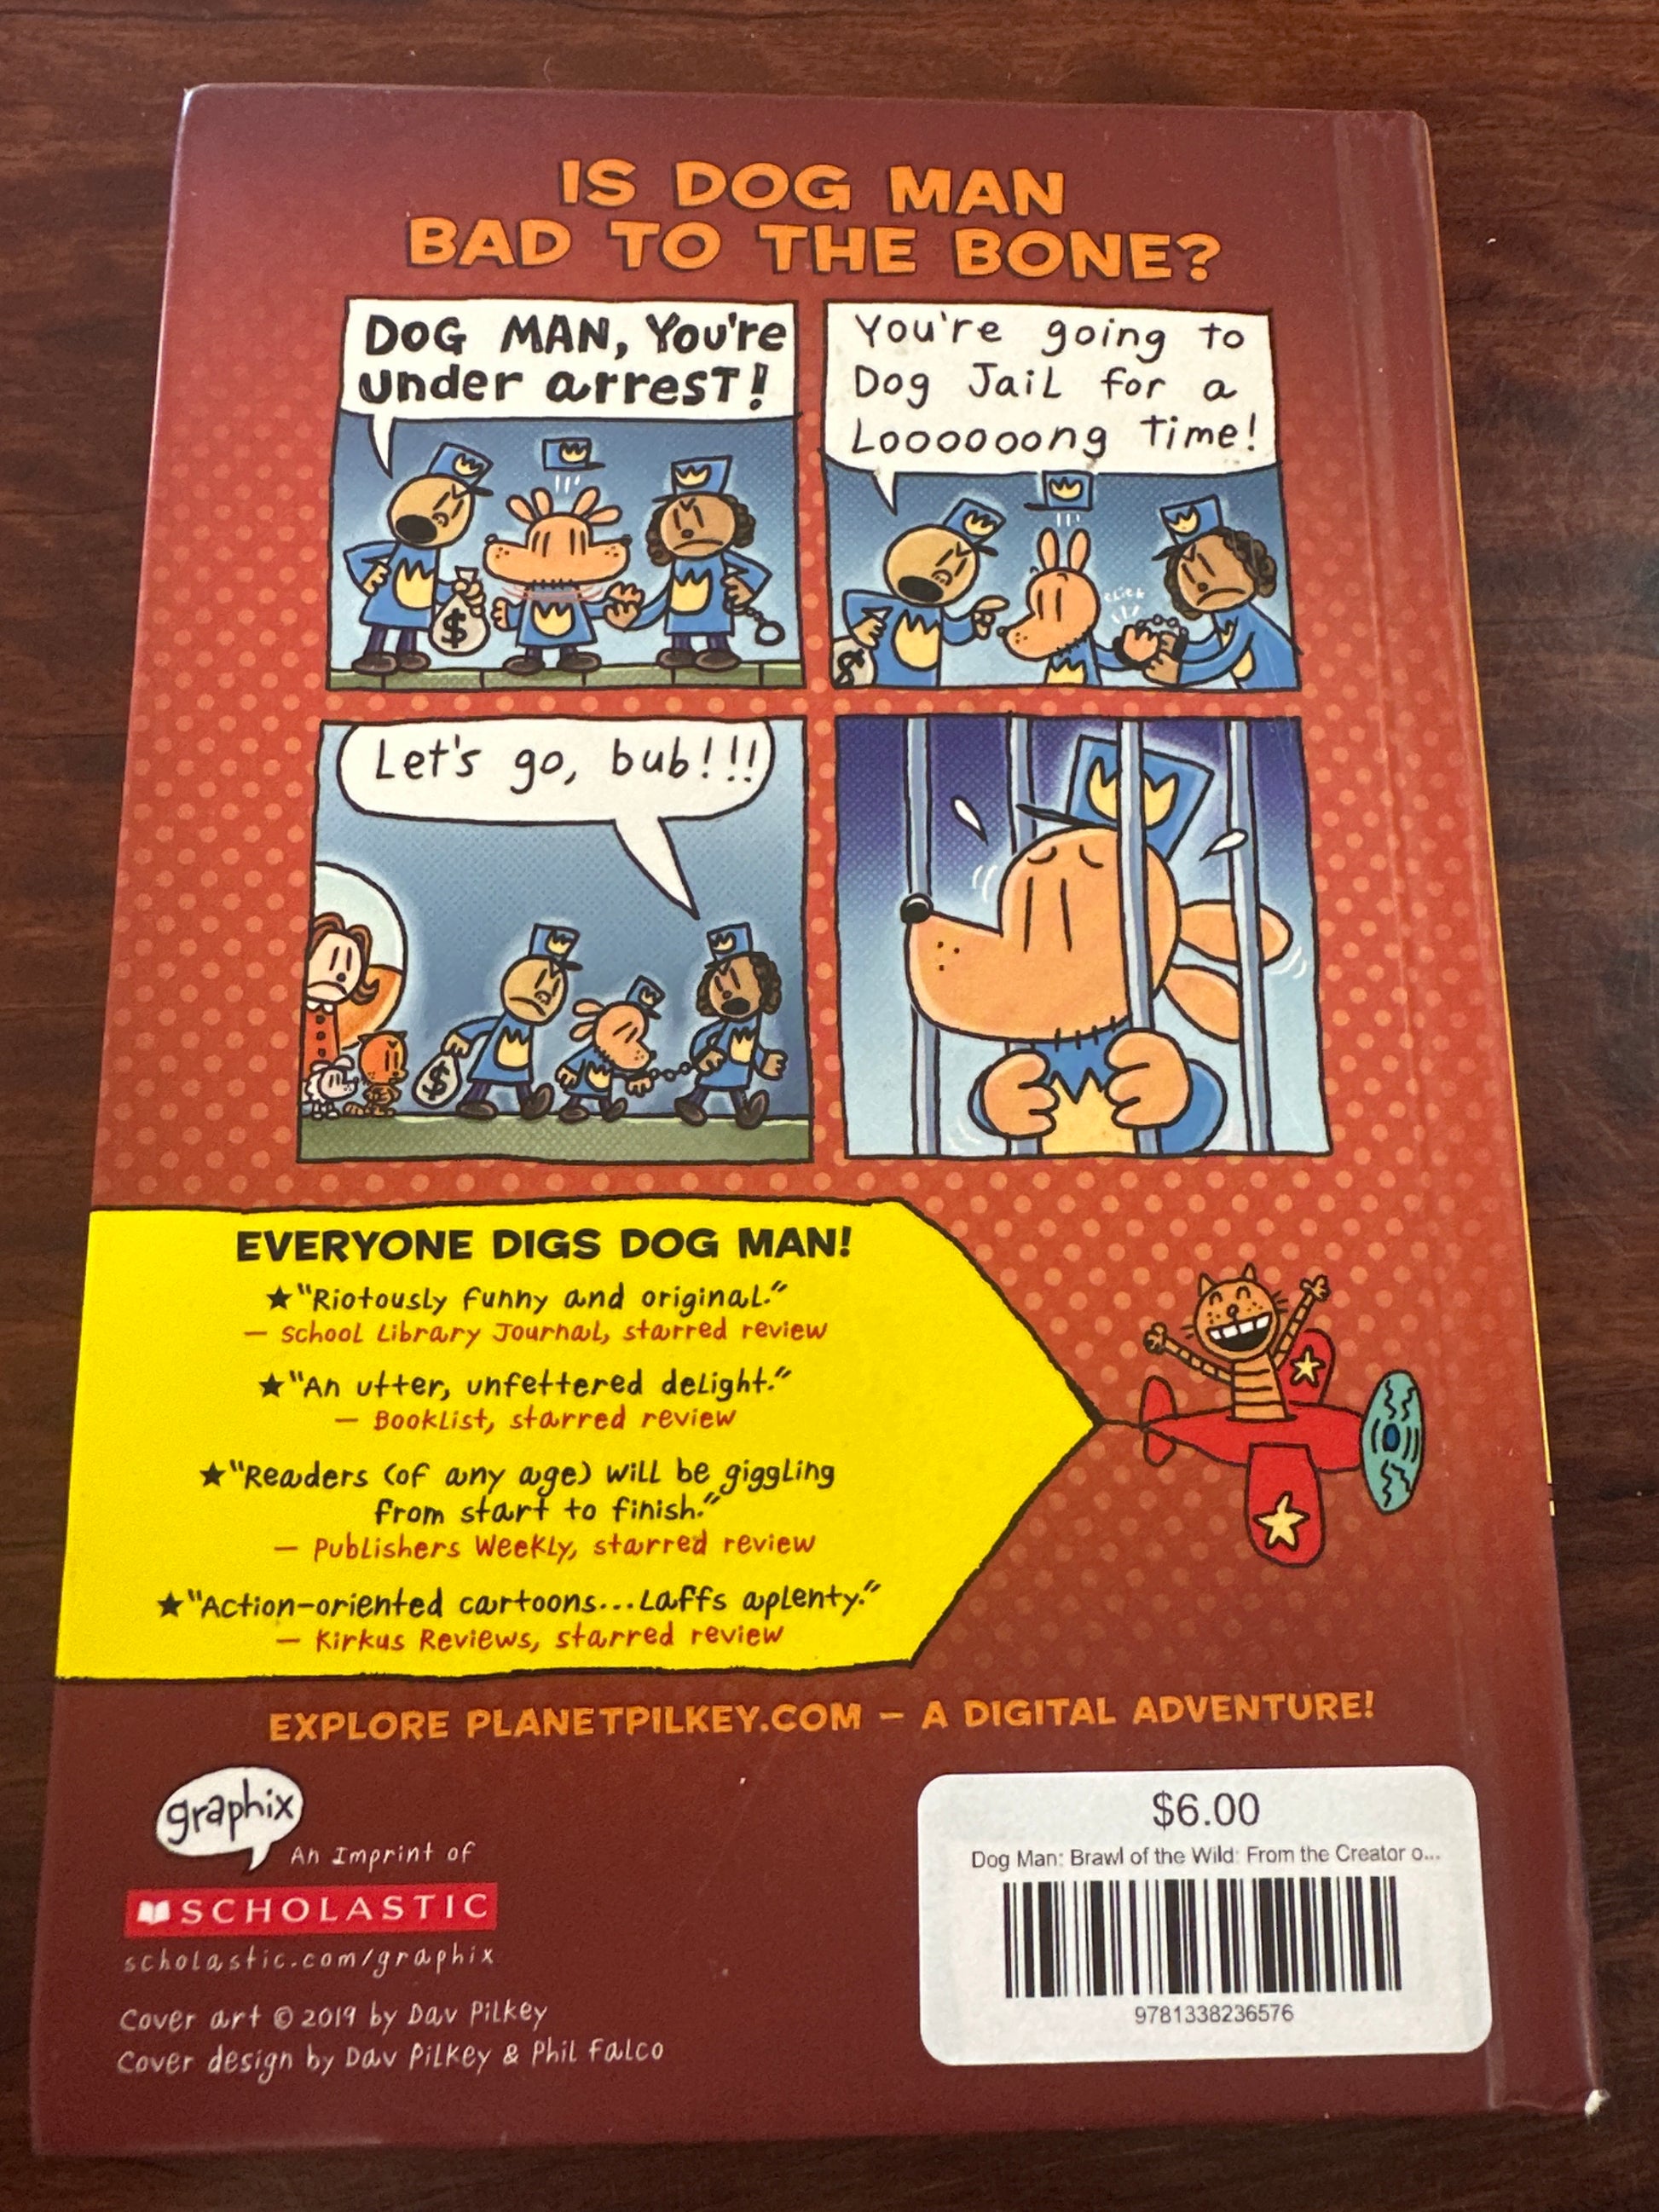 IS DOG MAN
BAD TO THE BONE?
DOG MAN, You're
under arrest!
You're going to
Dog Jail for a
Loooooong Time!
click
$
$
Let's go, bub!!!
$
EVERYONE DIGS DOG MAN!
★"Riotously funny and original."
— School Library Journal, starred review
★"An utter, unfettered delight."
— Booklist, starred review
★"Readers (of any age) will be giggling
from start to finish."
— Publishers Weekly, starred review
★"Action-oriented cartoons...Laffs aplenty."
— Kirkus Reviews, starred review
EXPLORE PLANETPILKEY.COM — A DIGITAL ADVENTURE!
graphix
An Imprint of
SCHOLASTIC
scholastic.com/graphix
Cover art © 2019 by Dav Pilkey
Cover design by Dav Pilkey & Phil Falco
$6.00
Dog Man: Brawl of the Wild: From the Creator o...
9781338236576